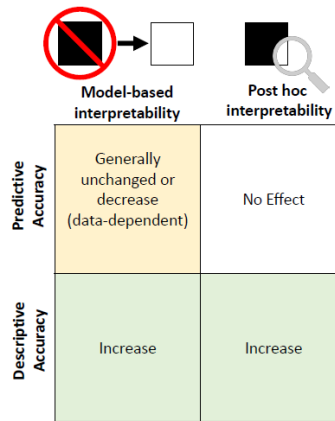 Model-based
interpretability
Post hoc
interpretability
Predictive
Accuracy
Generally
unchanged or
decrease
(data-dependent)
No Effect
Descriptive
Accuracy
Increase
Increase